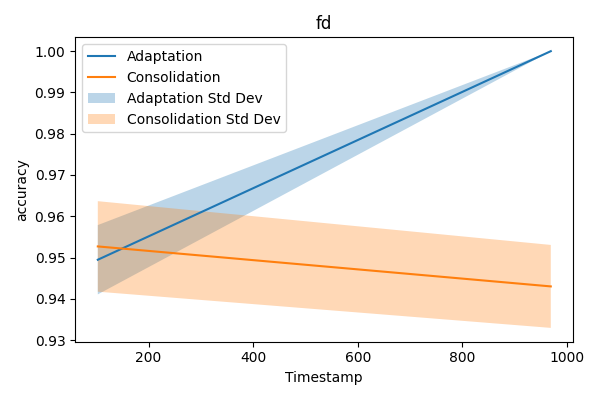 fd
Adaptation
Consolidation
Adaptation Std Dev
Consolidation Std Dev
accuracy
1.00
0.99
0.98
0.97
0.96
0.95
0.94
0.93
200 400 600 800 1000
Timestamp